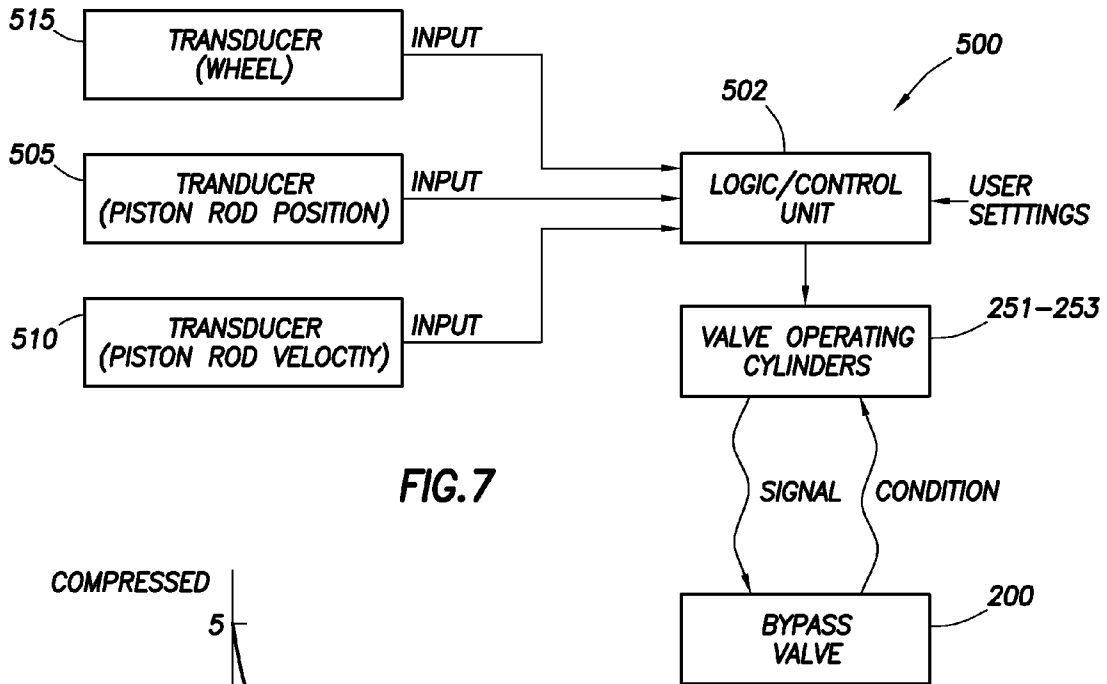 515
TRANSDUCER
(WHEEL)
INPUT
500
502
505
TRANDUCER
(PISTON ROD POSITION)
INPUT
LOGIC/CONTROL
UNIT
USER
SETTTINGS
510
TRANSDUCER
(PISTON ROD VELOCTIY)
INPUT
251-253
VALVE OPERATING
CYLINDERS
FIG.7
SIGNAL
CONDITION
COMPRESSED
5
200
BYPASS
VALVE